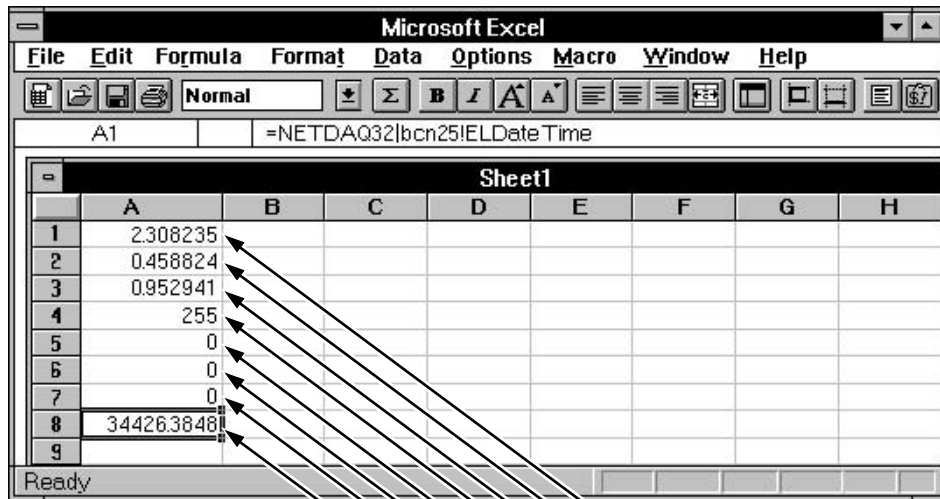 Microsoft Excel
File Edit Formula Format Data Options Macro Window Help
Normal Σ B I A A $7
A1 =NETDAQ32|bcn25!ELDateTime
Sheet1
A B C D E F G H
1 2.308235
2 0.458824
3 0.952941
4 255
5 0
6 0
7 0
8 34426.3848
9
Ready